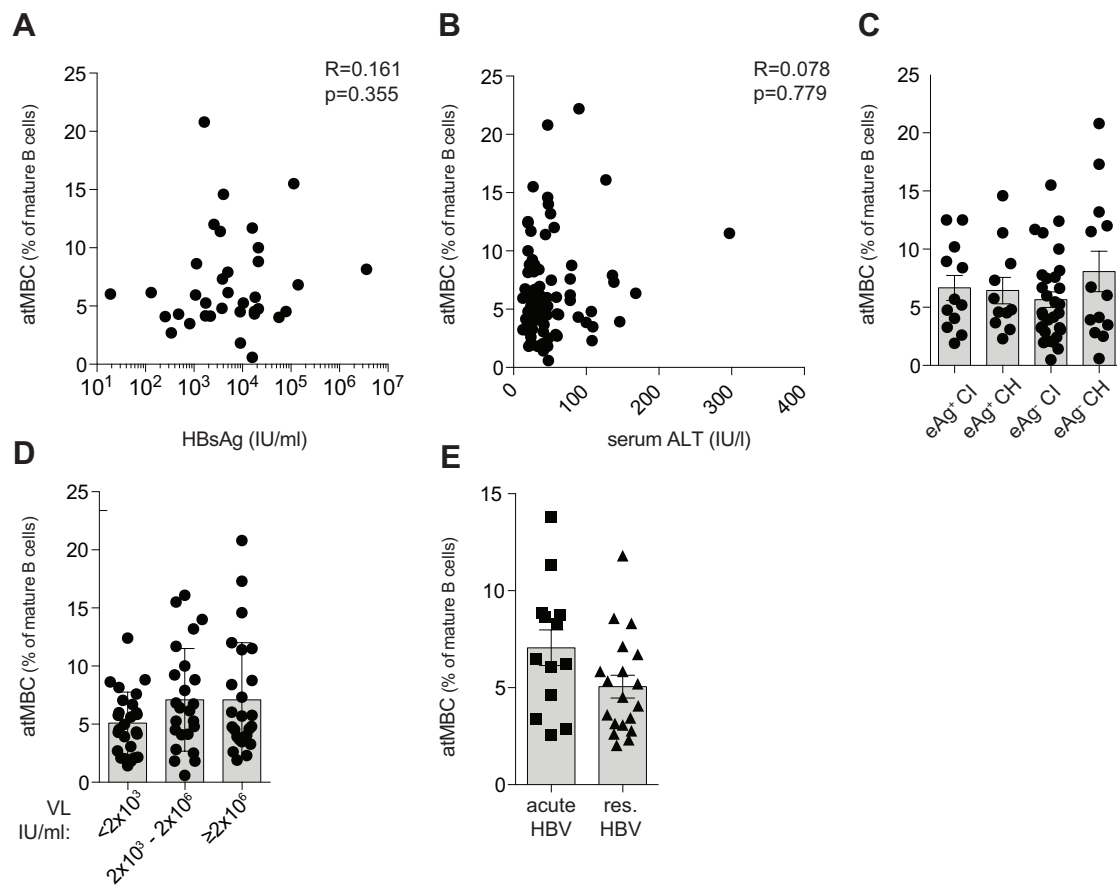 A
R=0.161
p=0.355
atMBC (% of mature B cells)
25
20
15
10
5
0
10¹ 10² 10³ 10⁴ 10⁵ 10⁶ 10⁷
HBsAg (IU/ml)
B
R=0.078
p=0.779
atMBC (% of mature B cells)
25
20
15
10
5
0
0 100 200 300 400
serum ALT (IU/l)
C
atMBC (% of mature B cells)
25
20
15
10
5
0
eAg⁺ CI
eAg⁺ CH
eAg⁻ CI
eAg⁻ CH
D
atMBC (% of mature B cells)
25
20
15
10
5
0
VL
IU/ml:
<2x10³
2x10³ - 2x10⁶
≥2x10⁶
E
atMBC (% of mature B cells)
15
10
5
0
acute
HBV
res.
HBV